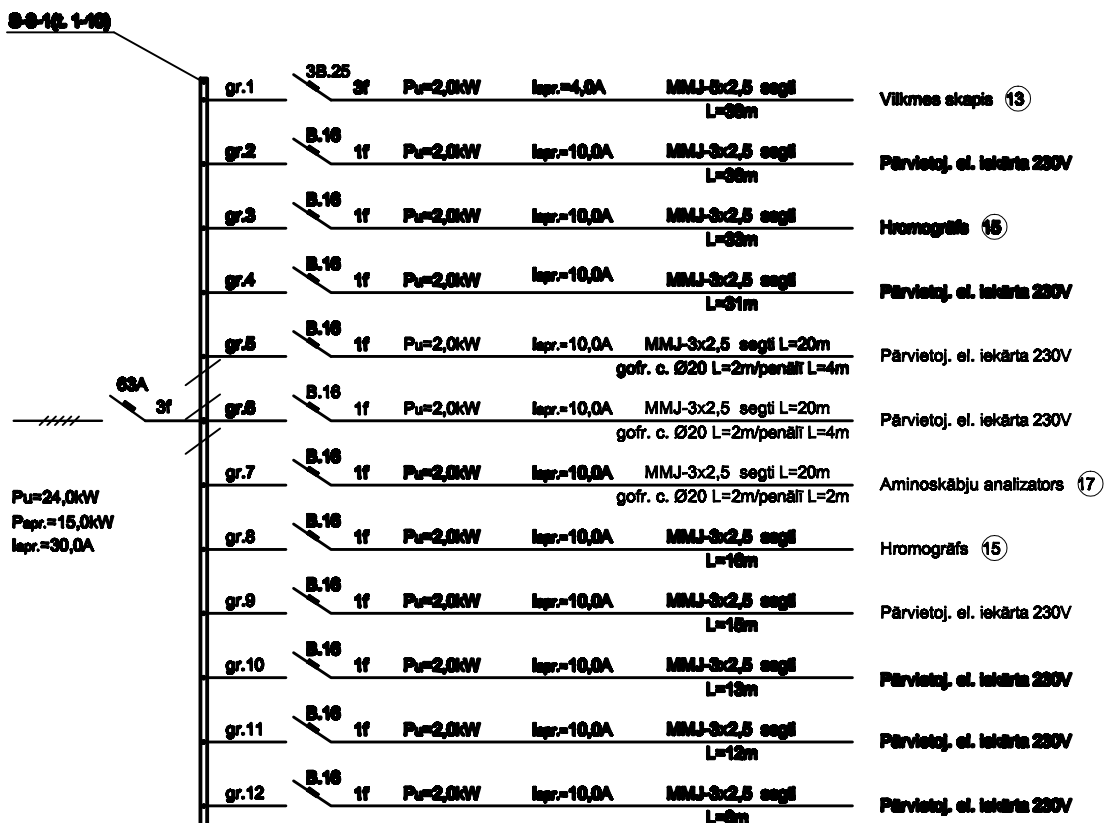 gr.1 3B.25 3f Pu=2,0kW Iapr.=4,0A MMJ-5x2,5 segti Vilkmes skapis 13
gr.2 B.16 1f Pu=2,0kW Iapr.=10,0A MMJ-3x2,5 segti Pārvietoj. el. iekārta 230V
gr.3 B.16 1f Pu=2,0kW Iapr.=10,0A MMJ-3x2,5 segti Hromogrāfs 15
L=33m
gr.4 B.16 1f Pu=2,0kW Iapr.=10,0A MMJ-3x2,5 segti Pārvietoj. el. iekārta 230V
L=31m
gr.5 B.16 1f Pu=2,0kW Iapr.=10,0A MMJ-3x2,5 segti L=20m Pārvietoj. el. iekārta 230V
gofr. c. Ø20 L=2m/penālī L=4m
63A 3f
gr.6 B.16 1f Pu=2,0kW Iapr.=10,0A MMJ-3x2,5 segti L=20m Pārvietoj. el. iekārta 230V
gofr. c. Ø20 L=2m/penālī L=4m
gr.7 B.16 1f Pu=2,0kW Iapr.=10,0A MMJ-3x2,5 segti L=20m Aminoskābju analizators 17
gofr. c. Ø20 L=2m/penālī L=2m
Pu=24,0kW
Papr.=15,0kW
Iapr.=30,0A
gr.8 B.16 1f Pu=2,0kW Iapr.=10,0A MMJ-3x2,5 segti Hromogrāfs 15
L=16m
gr.9 B.16 1f Pu=2,0kW Iapr.=10,0A MMJ-3x2,5 segti Pārvietoj. el. iekārta 230V
L=15m
gr.10 B.16 1f Pu=2,0kW Iapr.=10,0A MMJ-3x2,5 segti Pārvietoj. el. iekārta 230V
L=13m
gr.11 B.16 1f Pu=2,0kW Iapr.=10,0A MMJ-3x2,5 segti Pārvietoj. el. iekārta 230V
L=12m
gr.12 B.16 1f Pu=2,0kW Iapr.=10,0A MMJ-3x2,5 segti Pārvietoj. el. iekārta 230V